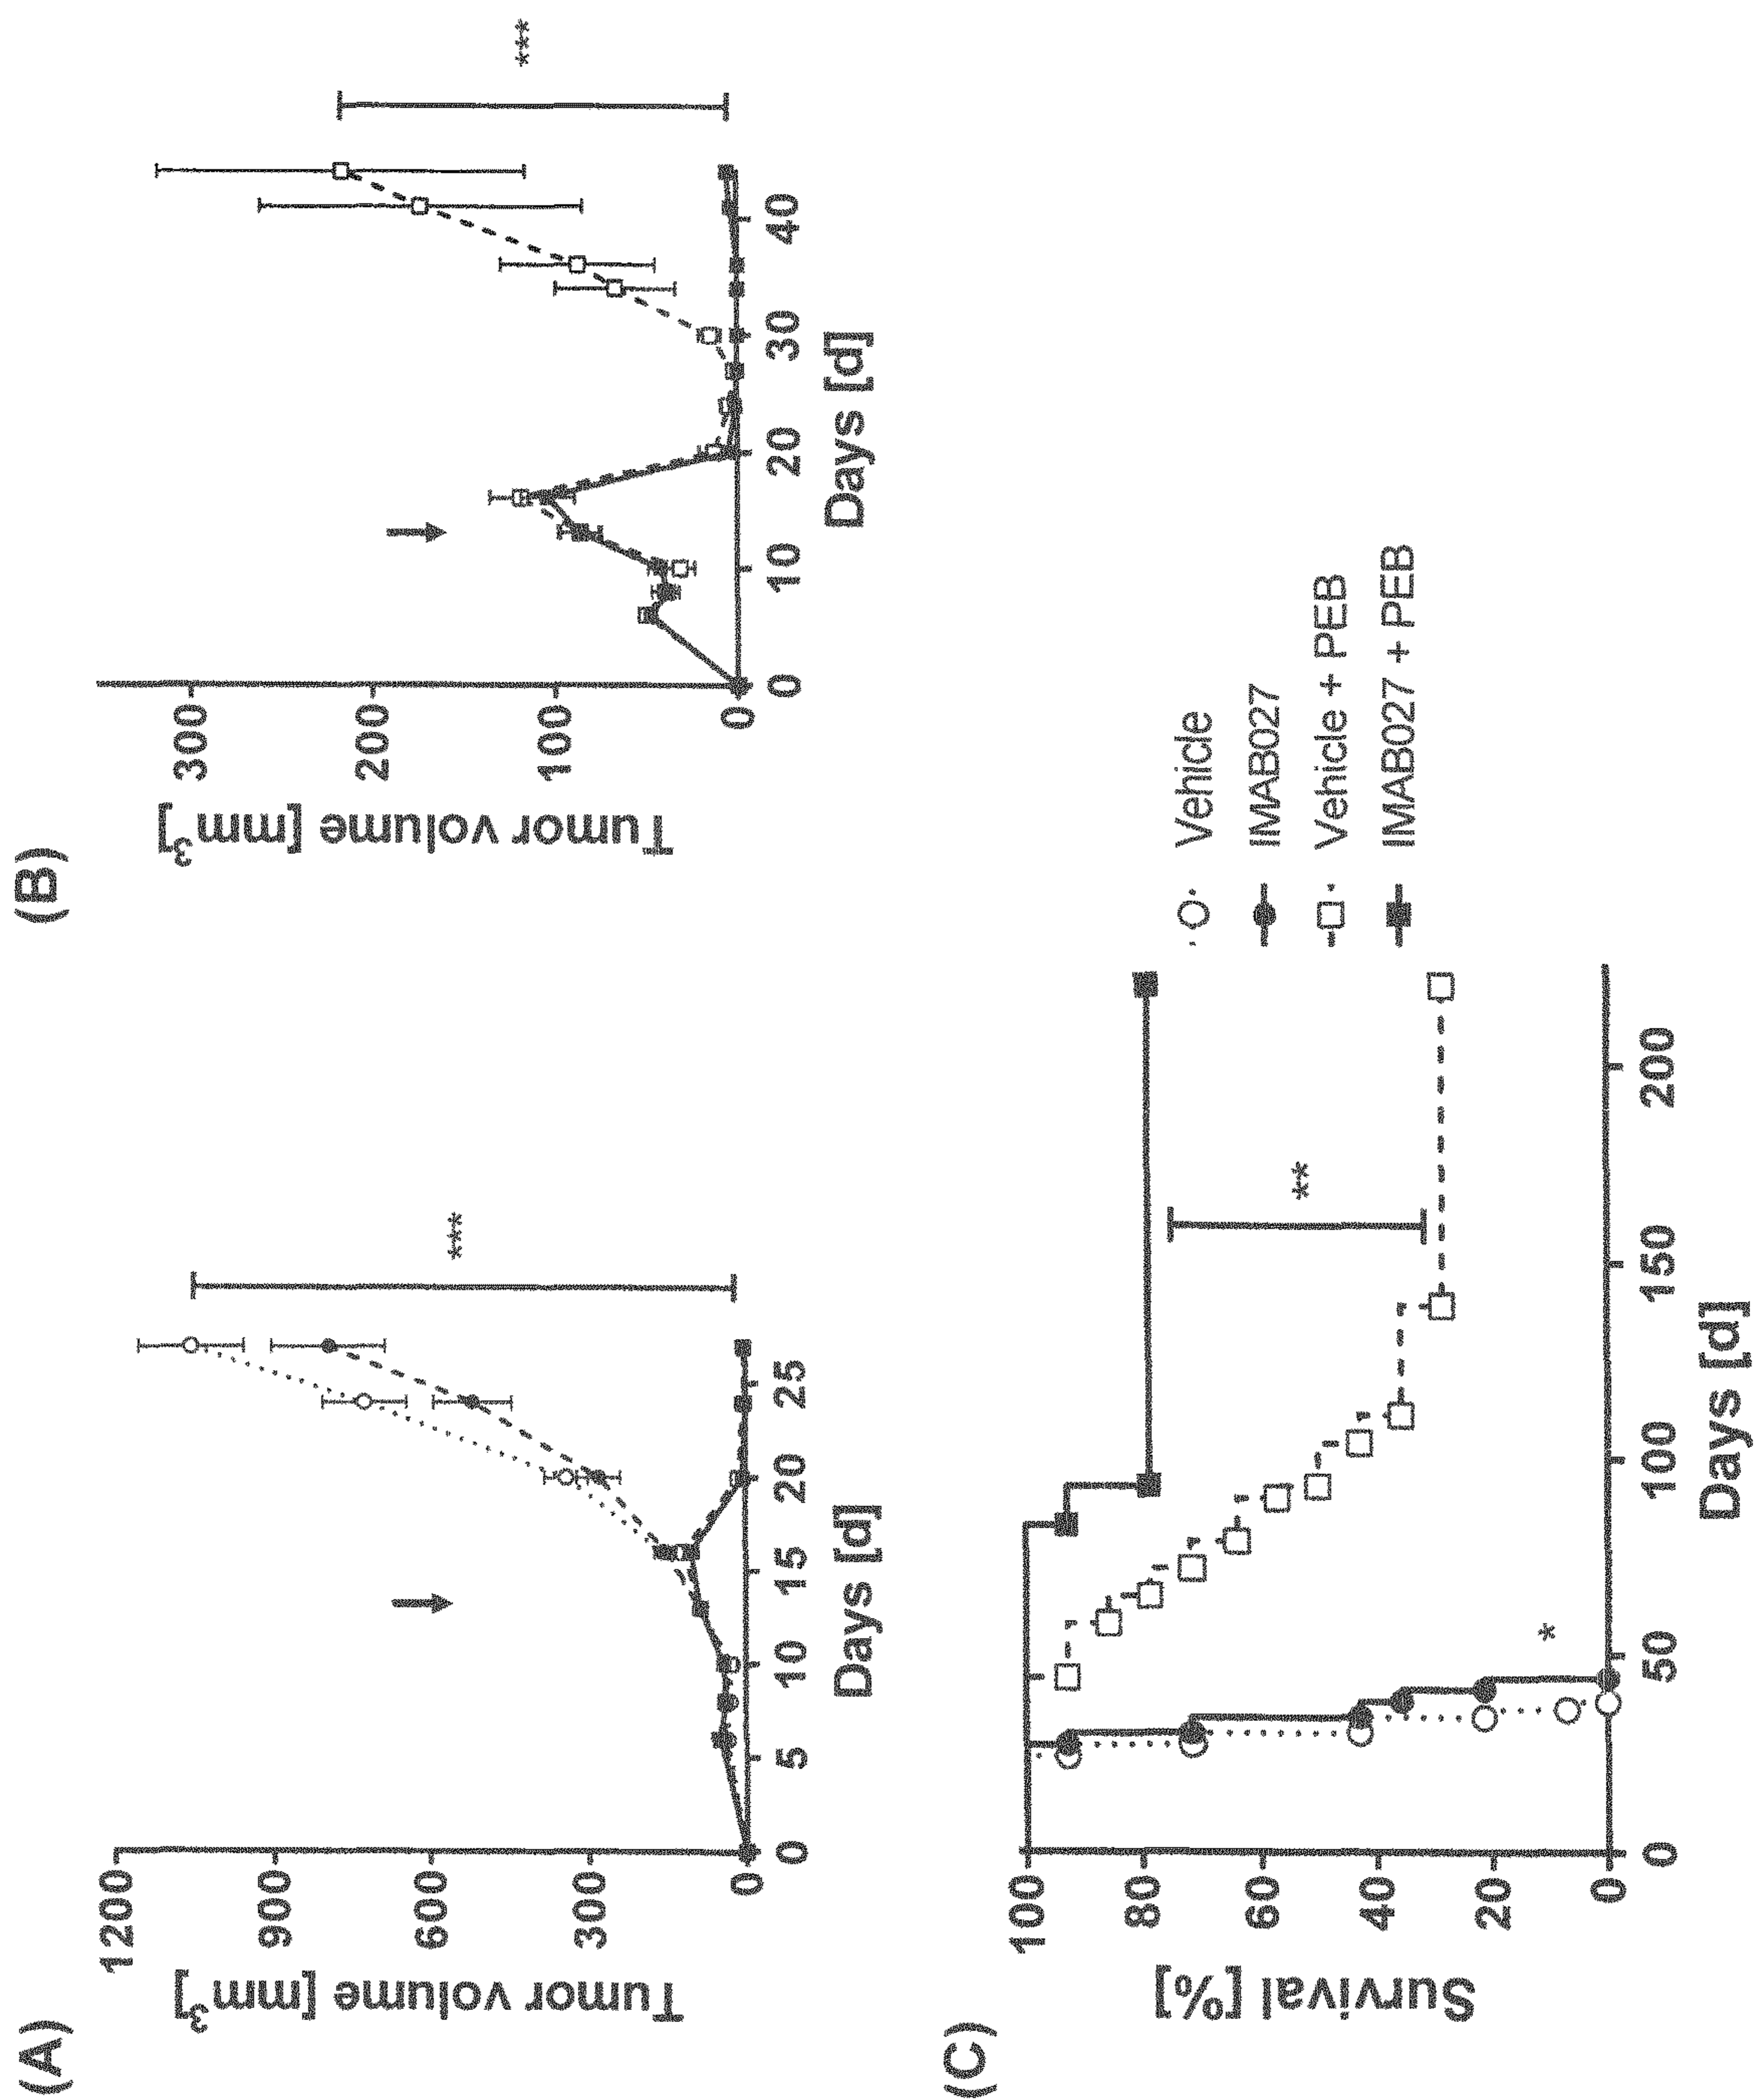 (A)
Tumor volume [mm³]
1200
900
600
300
0
0
5
10
15
20
25
Days [d]
***
(B)
Tumor volume [mm³]
300
200
100
0
0
10
20
30
40
Days [d]
***
(C)
Survival [%]
100
80
60
40
20
0
0
50
100
150
200
Days [d]
*
**
Vehicle
IMAB027
Vehicle + PEB
IMAB027 + PEB